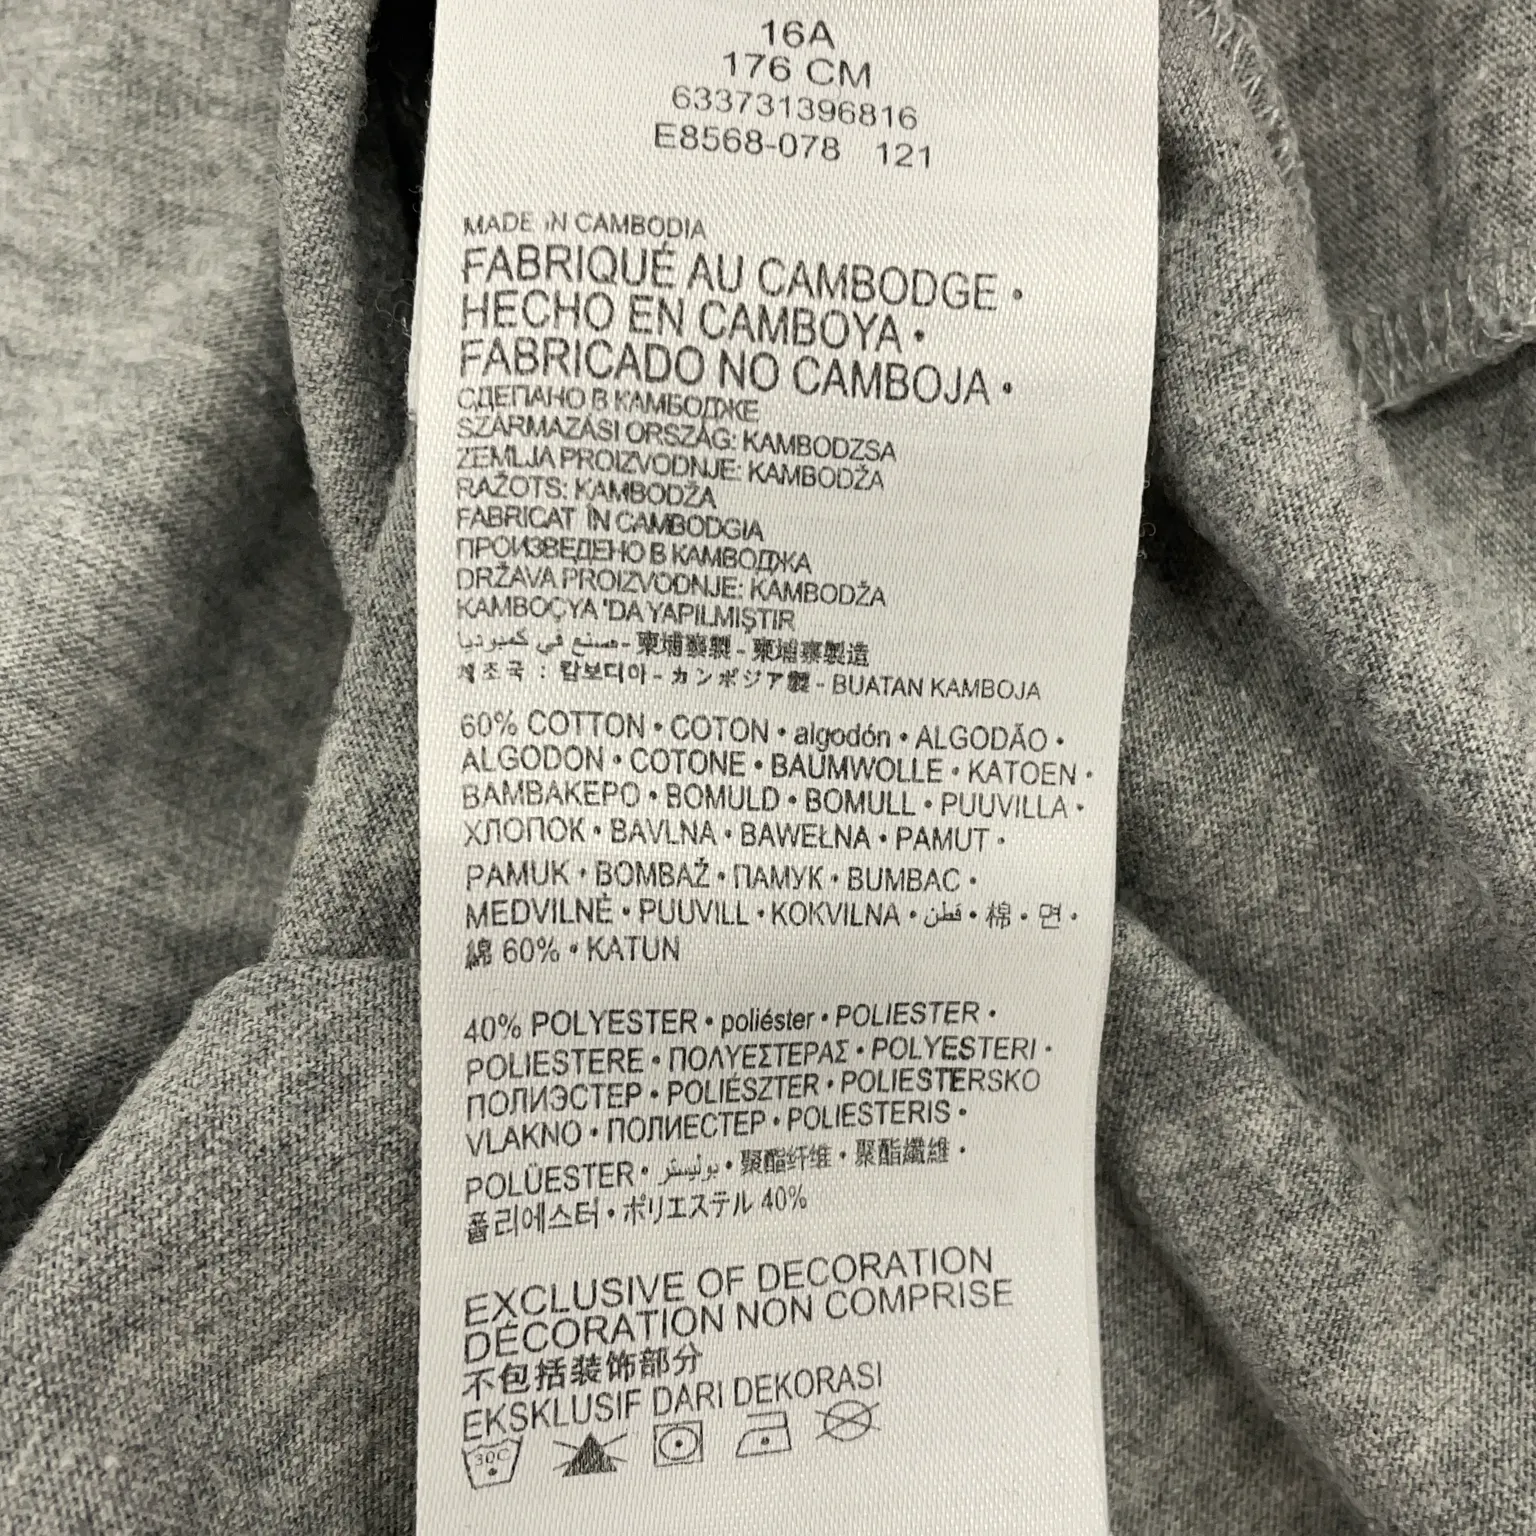 16A
176 CM
633731396816
E8568-078 121
MADE IN CAMBODIA
FABRIQUÉ AU CAMBODGE •
HECHO EN CAMBOYA •
FABRICADO NO CAMBOJA •
СДЕПАНО В КАМБОДЖЕ
SZÁRMAZÁSI ORSZÁG: KAMBODZSA
ZEMLJA PROIZVODNJE: KAMBODŽA
RAŽOTS: KAMBODŽA
FABRICAT ÎN CAMBODGIA
ПРОИЗВЕДЕНО В КАМБОДЖА
DRŽAVA PROIZVODNJE: KAMBODŽA
KAMBOÇYA 'DA YAPILMIŞTIR
صنع في كمبوديا - 柬埔寨製 - 柬埔寨製造
제조국 : 캄보디아 - カンボジア製 - BUATAN KAMBOJA
60% COTTON • COTON • algodón • ALGODÃO •
ALGODON • COTONE • BAUMWOLLE • KATOEN •
BAMBAKEPO • BOMULD • BOMULL • PUUVILLA •
ХЛОПОК • BAVLNA • BAWEŁNA • PAMUT •
PAMUK • BOMBAŽ • ПАМУК • BUMBAC •
MEDVILNĖ • PUUVILL • KOKVILNA • قطن • 棉 • 면 •
綿 60% • KATUN
40% POLYESTER • poliéster • POLIESTER •
POLIESTERE • ΠΟΛΥΕΣΤΕΡΑΣ • POLYESTERI •
ПОЛИЭСТЕР • POLIÉSZTER • POLIESTERSKO
VLAKNO • ПОЛИЕСТЕР • POLIESTERIS •
POLÜESTER • بوليستر • 聚酯纤维 • 聚酯纖維 •
폴리에스터 • ポリエステル 40%
EXCLUSIVE OF DECORATION
DÉCORATION NON COMPRISE
不包括装饰部分
EKSKLUSIF DARI DEKORASI
30C